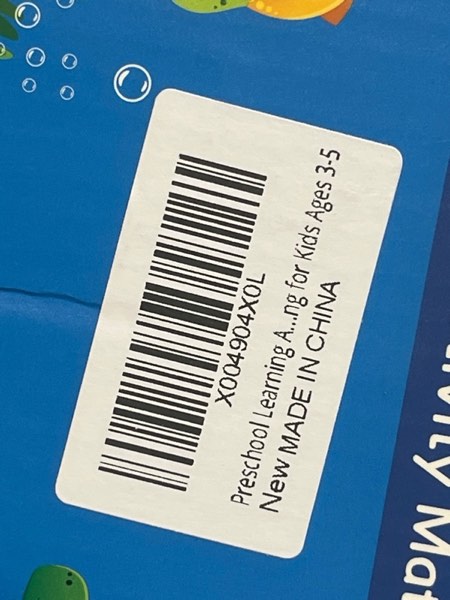 X004904X0L
Preschool Learning A...ng for Kids Ages 3-5
New MADE IN CHINA